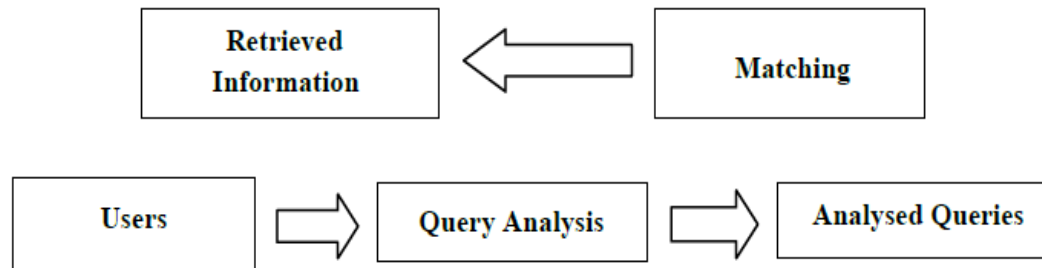 Retrieved
Information
Matching
Users
Query Analysis
Analysed Queries